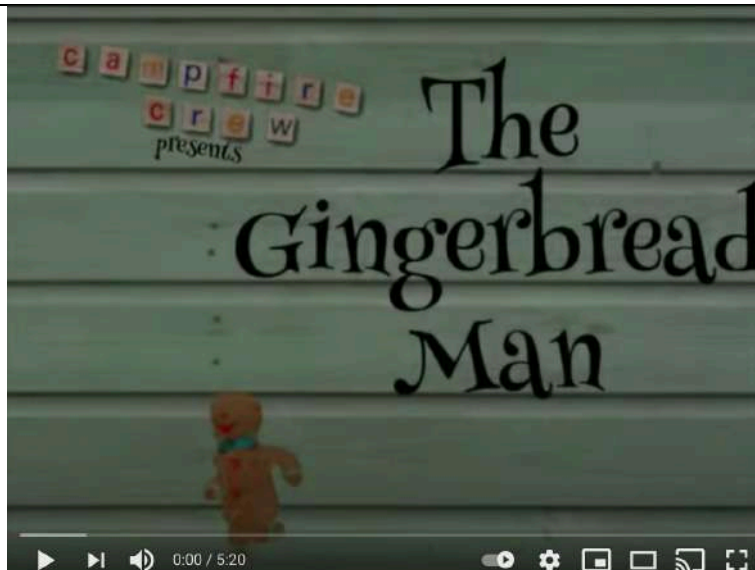 campfire
crew
presents
The
Gingerbread
Man
0:00 / 5:20